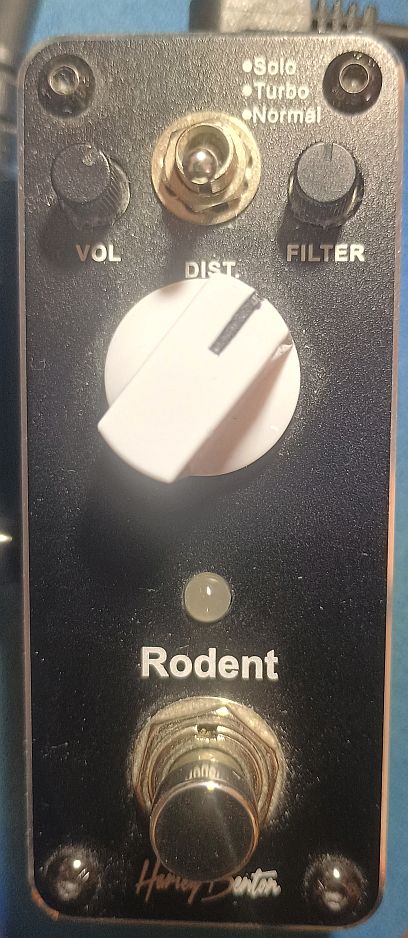 •Solo
•Turbo
•Normal
VOL
FILTER
DIST.
Rodent
Harley Benton